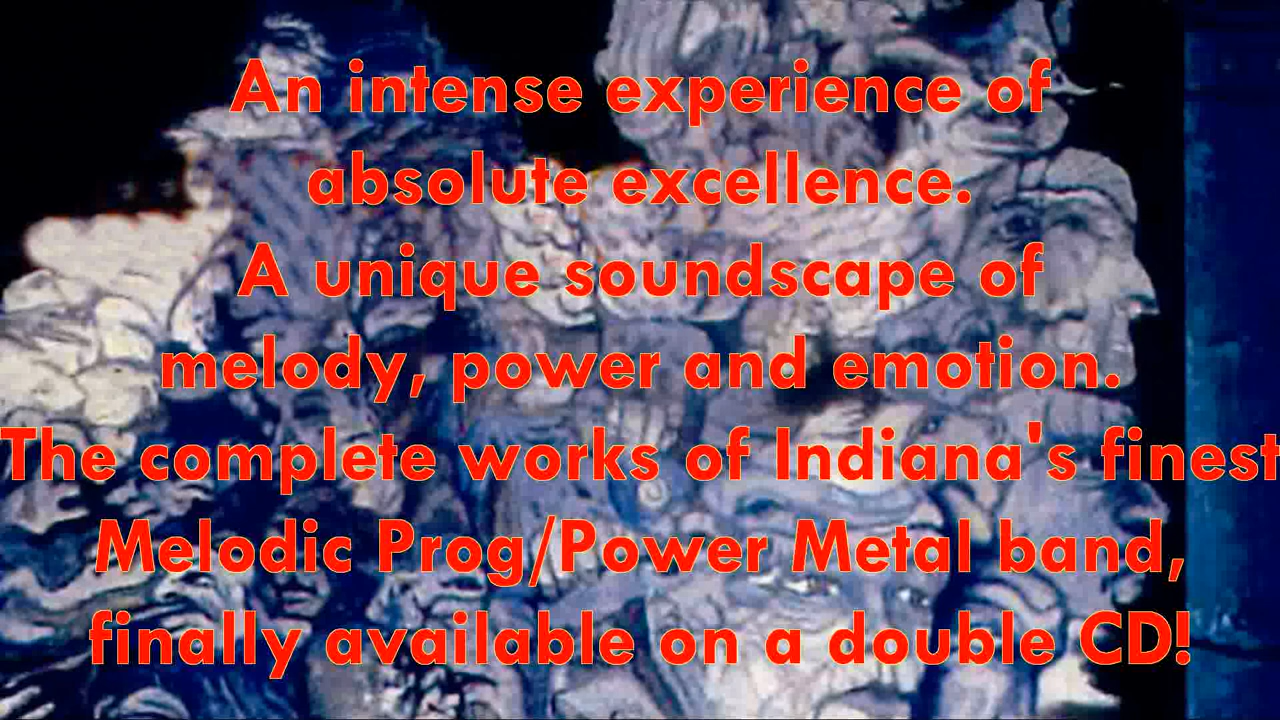 An intense experience of
absolute excellence.
A unique soundscape of
melody, power and emotion.
The complete works of Indiana's finest
Melodic Prog/Power Metal band,
finally available on a double CD!